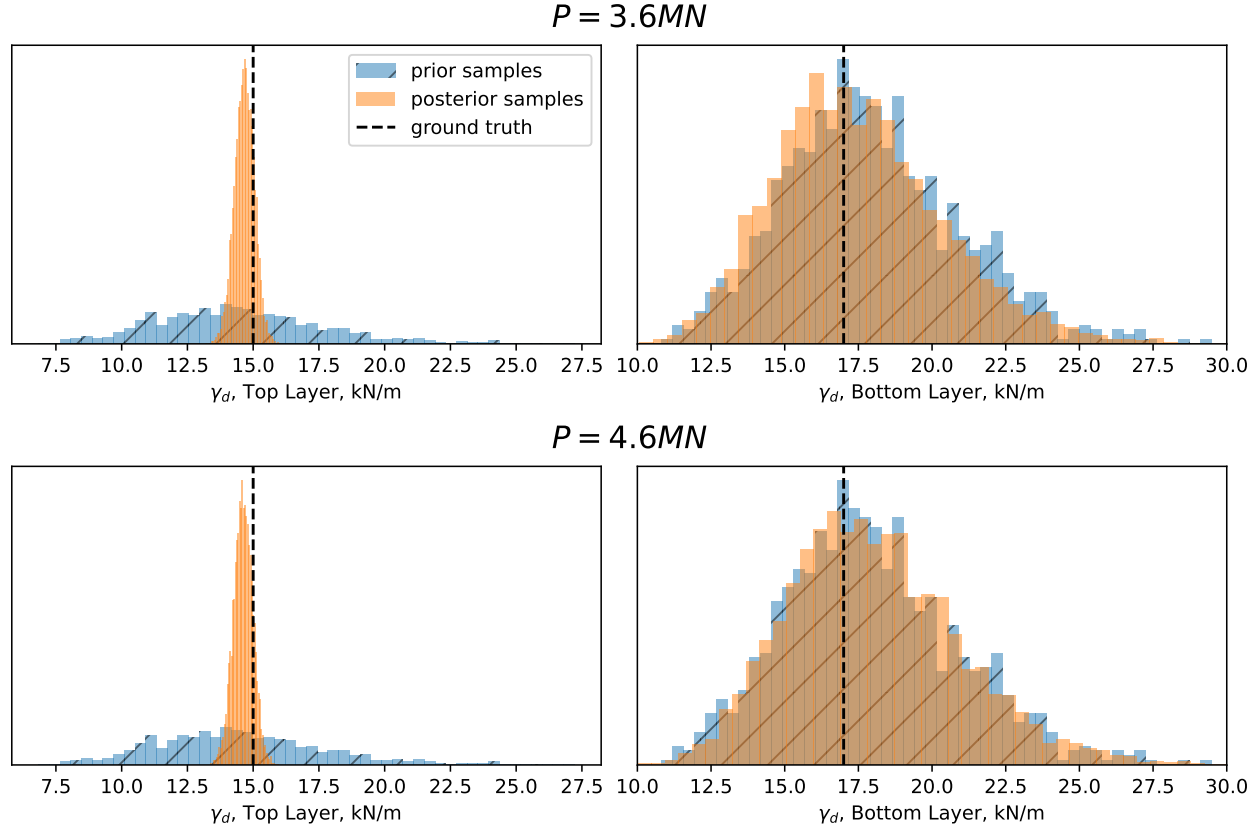 P = 3.6MN
prior samples
posterior samples
ground truth
7.5 10.0 12.5 15.0 17.5 20.0 22.5 25.0 27.5
γd, Top Layer, kN/m
10.0 12.5 15.0 17.5 20.0 22.5 25.0 27.5 30.0
γd, Bottom Layer, kN/m
P = 4.6MN
7.5 10.0 12.5 15.0 17.5 20.0 22.5 25.0 27.5
γd, Top Layer, kN/m
10.0 12.5 15.0 17.5 20.0 22.5 25.0 27.5 30.0
γd, Bottom Layer, kN/m